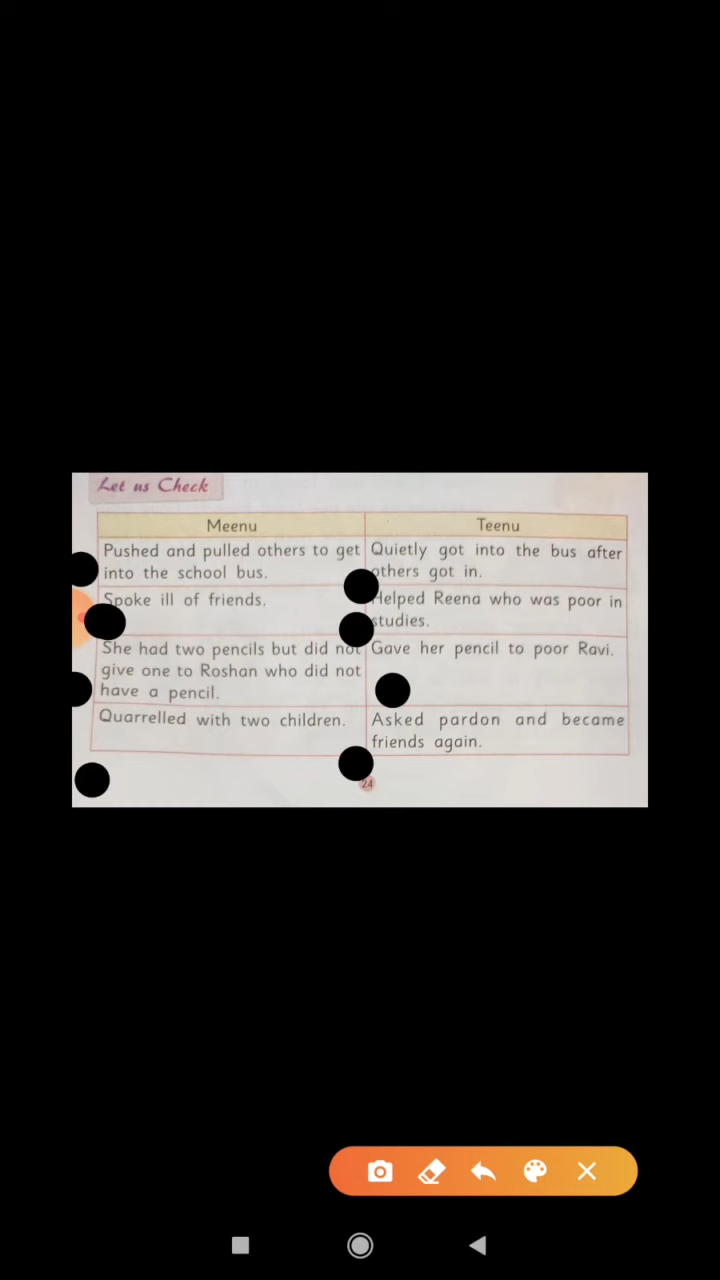 Let us Check
Meenu
Teenu
Pushed and pulled others to get
into the school bus.
Quietly got into the bus after
others got in.
Spoke ill of friends.
Helped Reena who was poor in
studies.
She had two pencils but did not
give one to Roshan who did not
have a pencil.
Gave her pencil to poor Ravi.
Quarrelled with two children.
Asked pardon and became
friends again.
24